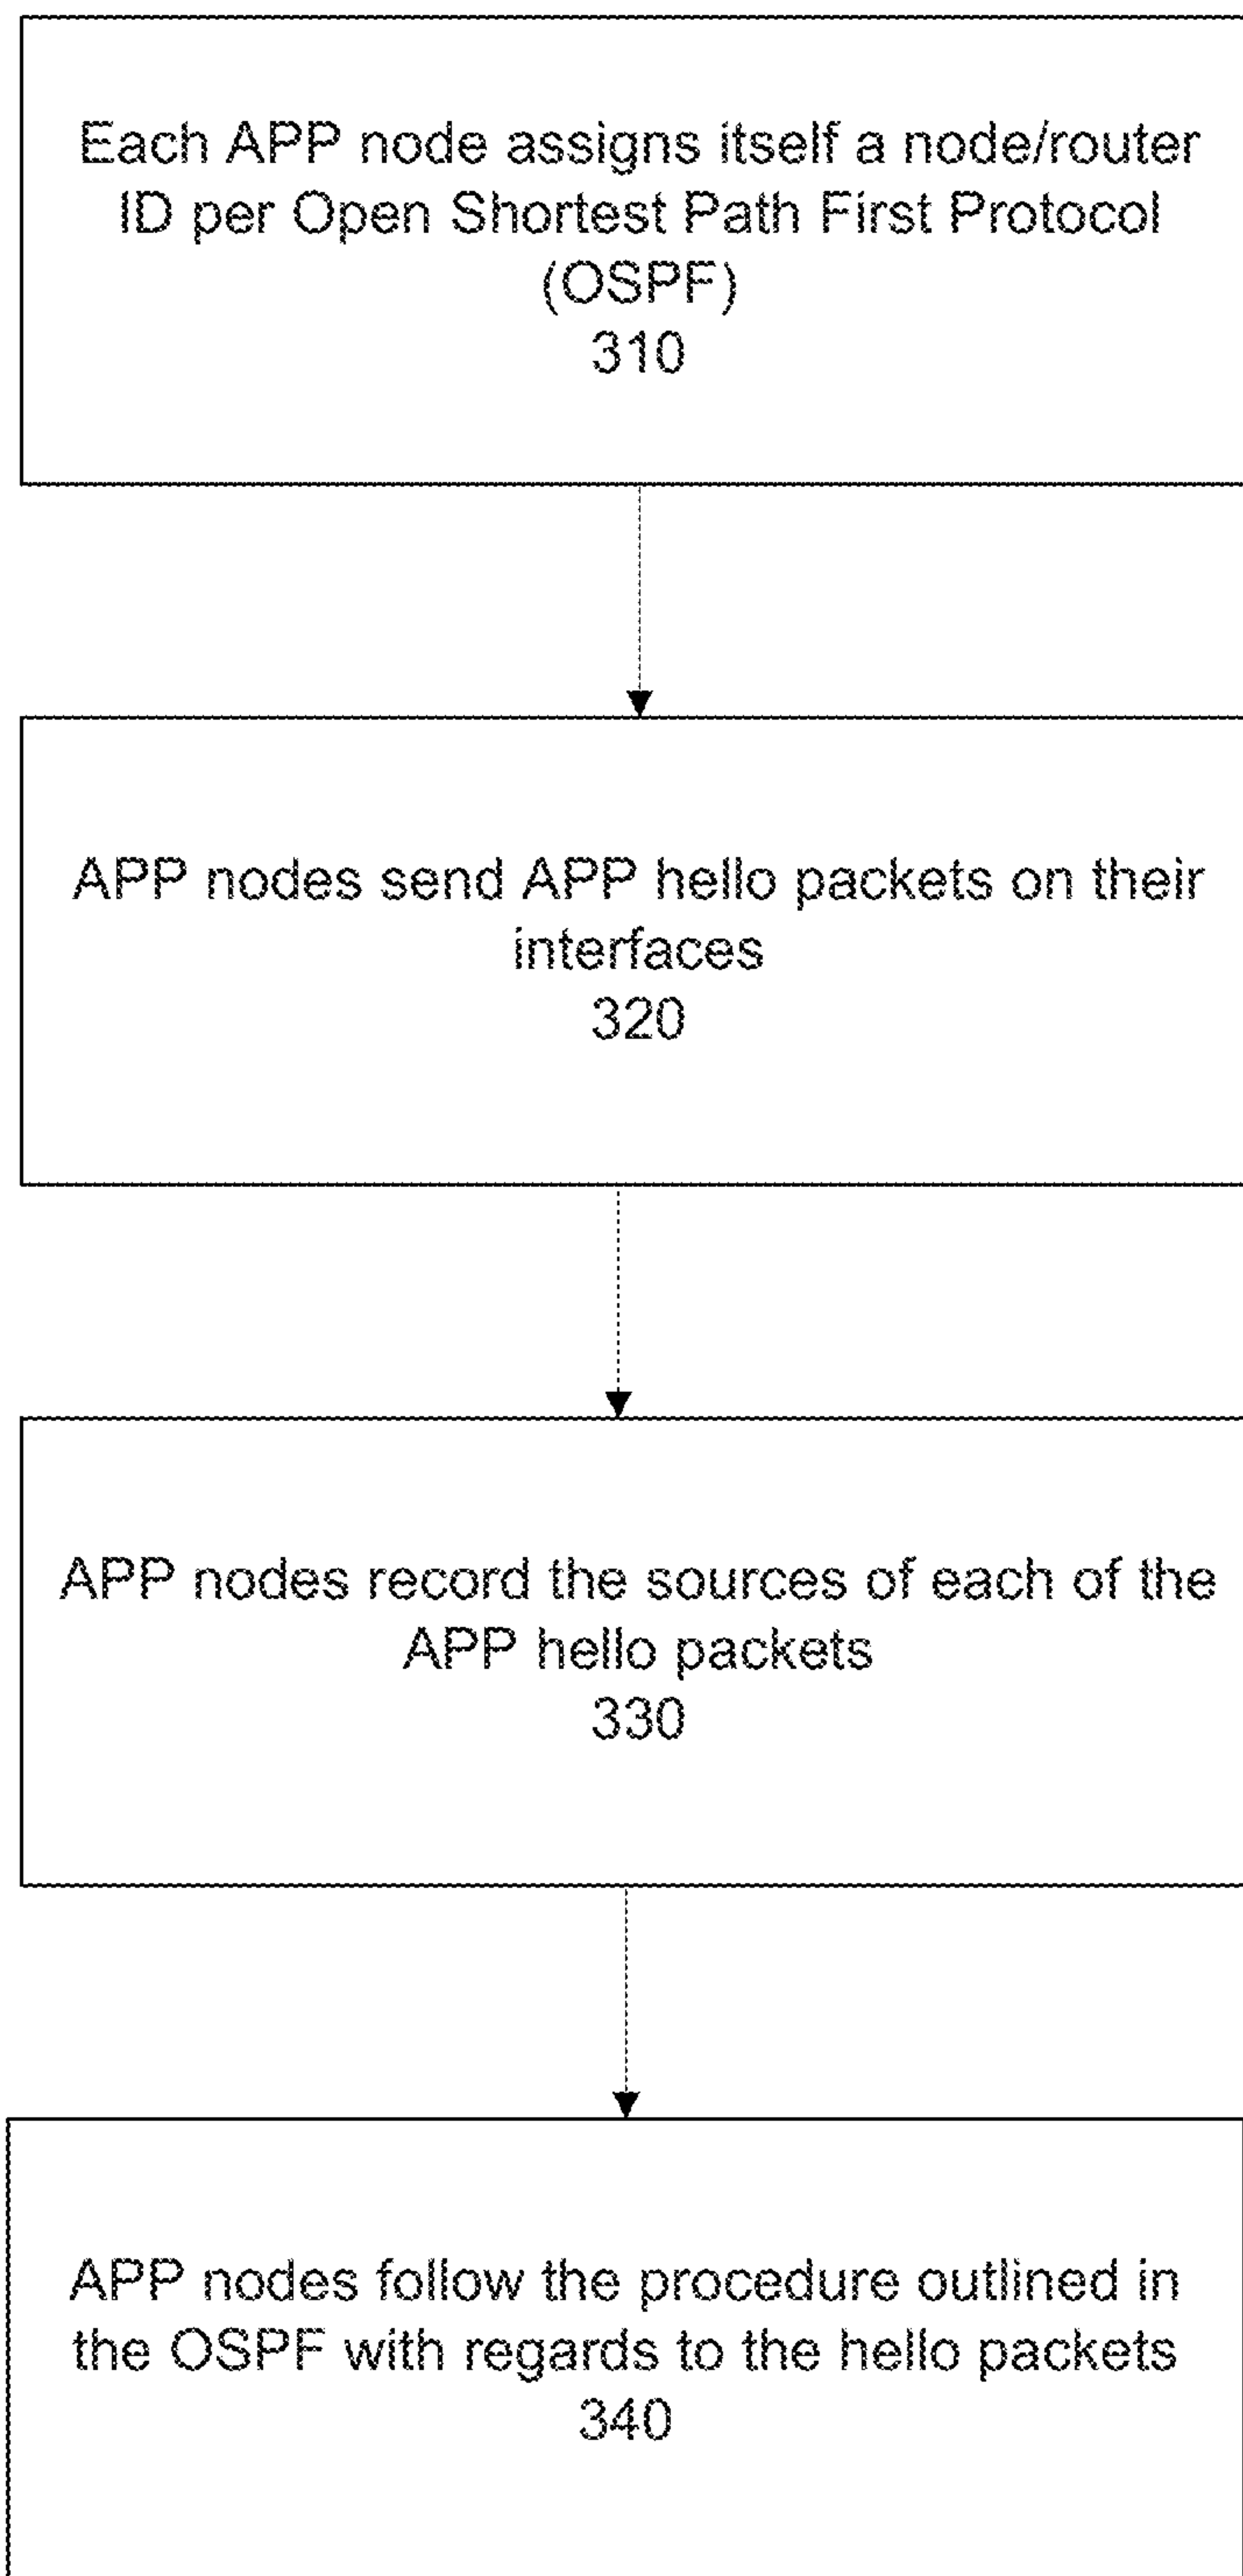 Each APP node assigns itself a node/router
ID per Open Shortest Path First Protocol
(OSPF)
310
APP nodes send APP hello packets on their
interfaces
320
APP nodes record the sources of each of the
APP hello packets
330
APP nodes follow the procedure outlined in
the OSPF with regards to the hello packets
340